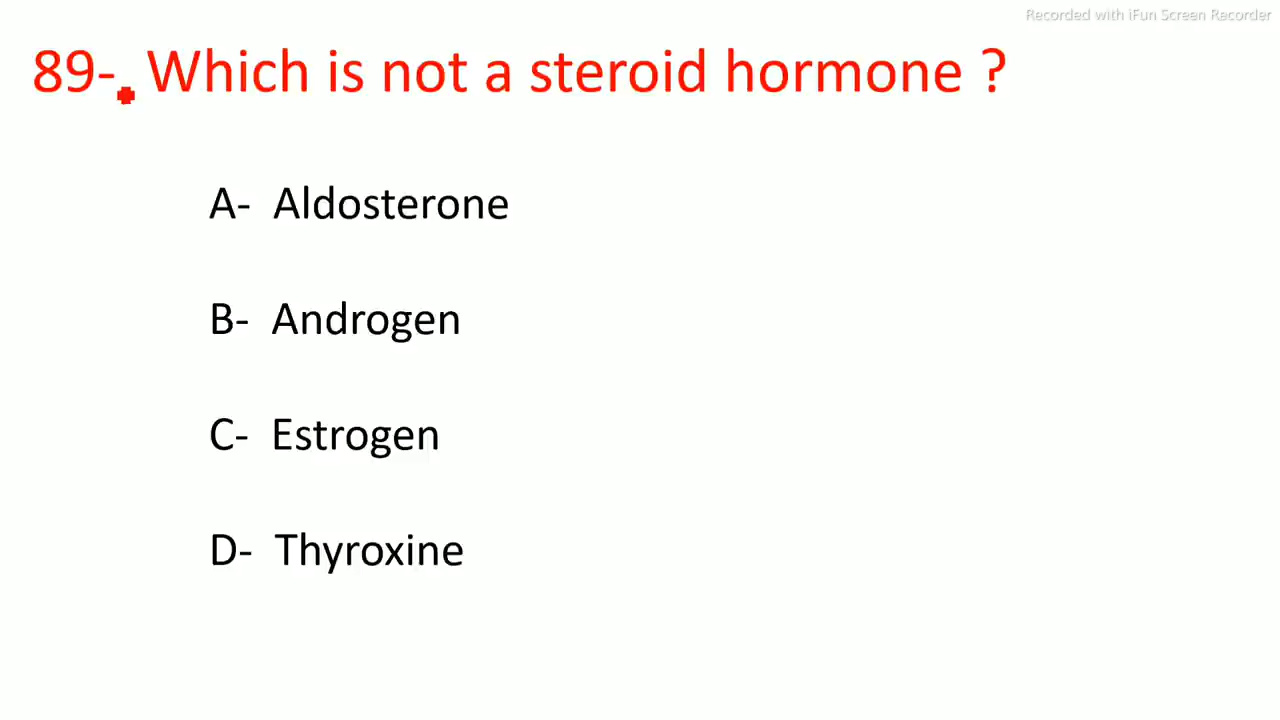 Recorded with iFun Screen Recorder
89-. Which is not a steroid hormone ?
A- Aldosterone
B- Androgen
C- Estrogen
D- Thyroxine